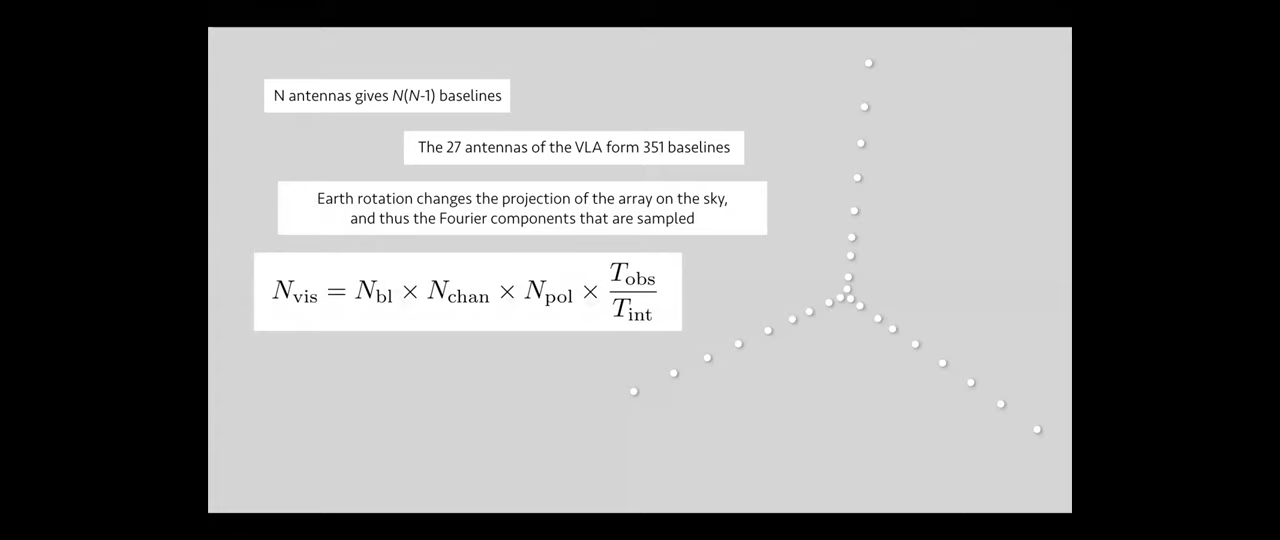 N antennas gives N(N-1) baselines
The 27 antennas of the VLA form 351 baselines
Earth rotation changes the projection of the array on the sky,
and thus the Fourier components that are sampled
N_vis = N_bl × N_chan × N_pol × T_obs / T_int